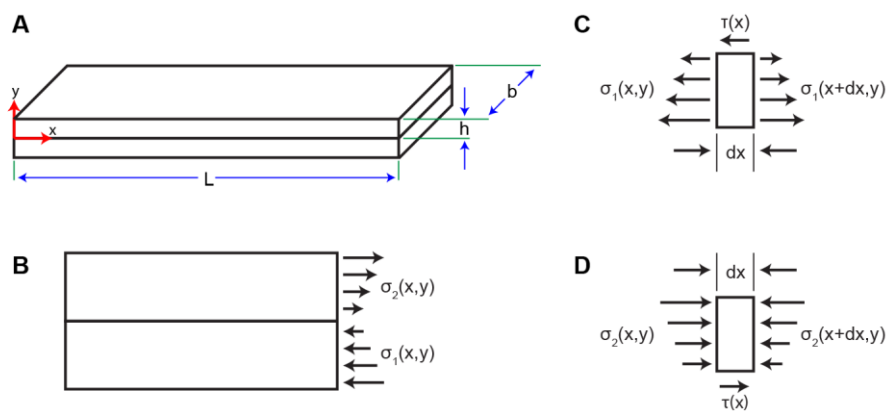 A
y
x
b
h
L
B
σ2(x,y)
σ1(x,y)
C
τ(x)
σ1(x,y)
σ1(x+dx,y)
dx
D
dx
σ2(x,y)
σ2(x+dx,y)
τ(x)